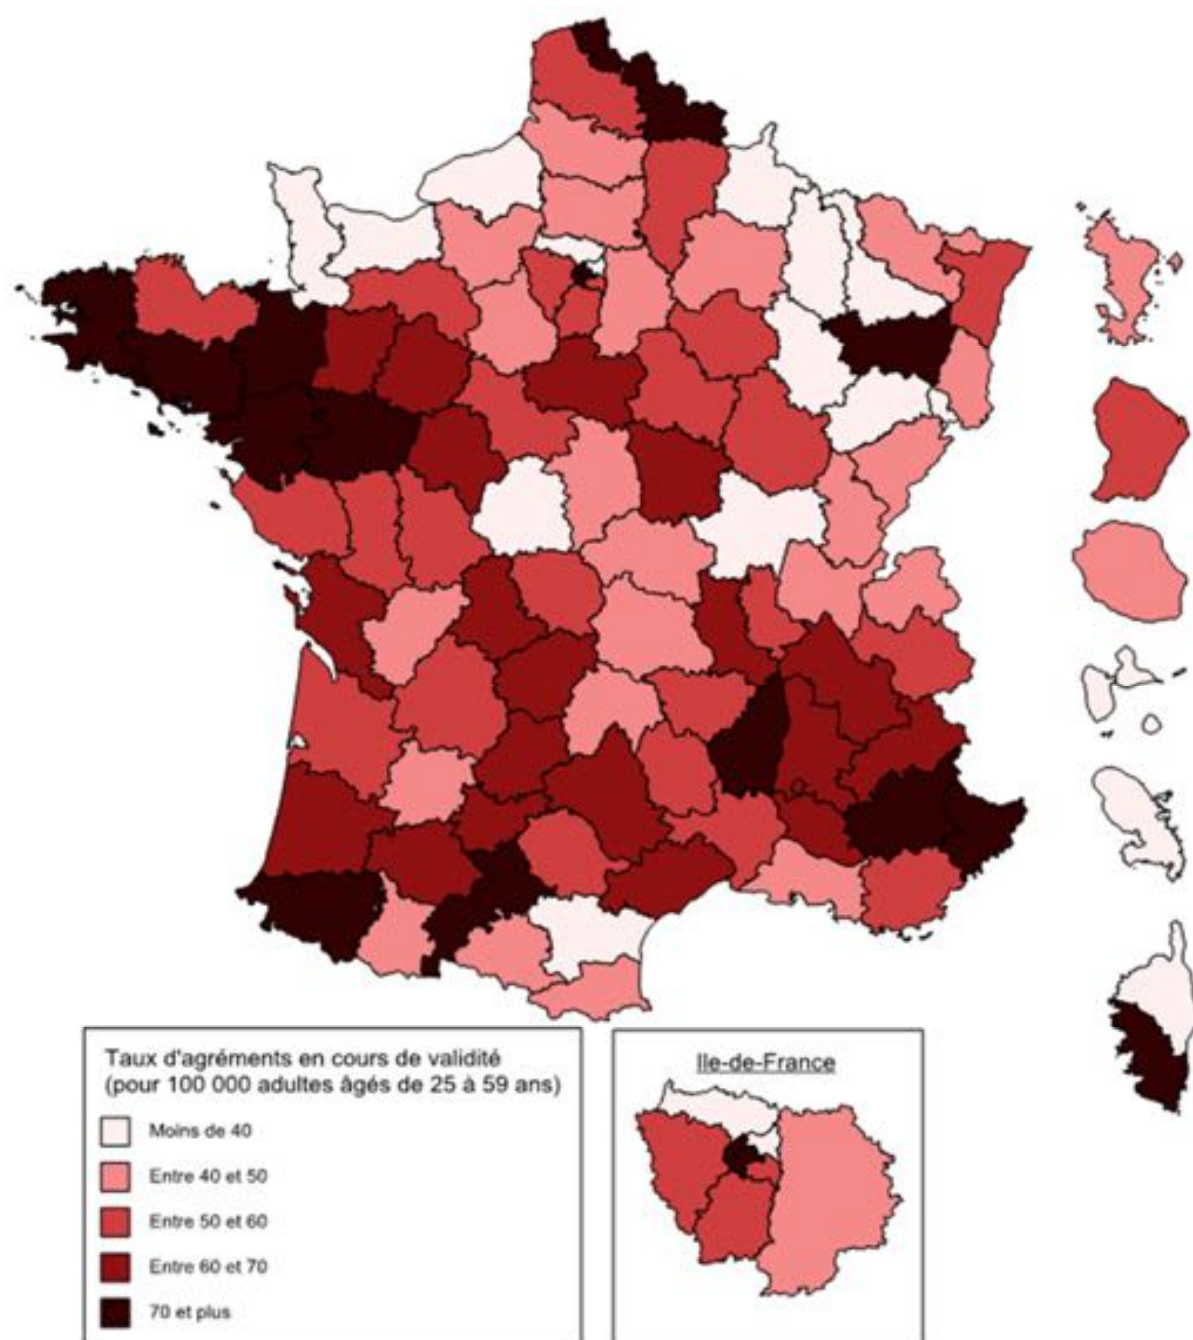 Taux d'agréments en cours de validité
(pour 100 000 adultes âgés de 25 à 59 ans)
Moins de 40
Entre 40 et 50
Entre 50 et 60
Entre 60 et 70
70 et plus
Ile-de-France